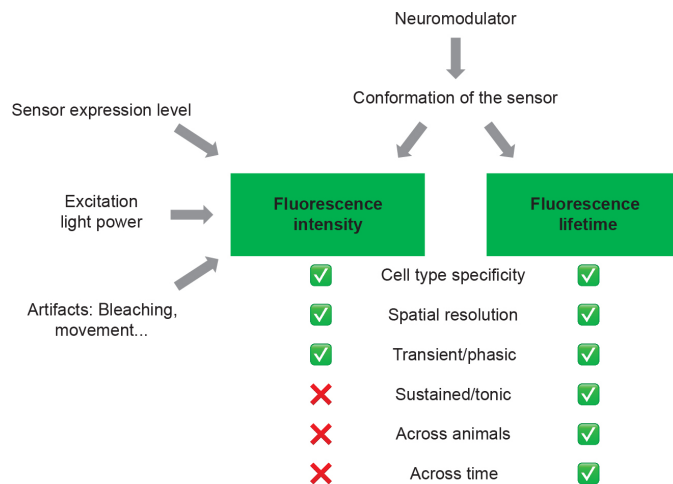 Neuromodulator
Conformation of the sensor
Sensor expression level
Excitation
light power
Artifacts: Bleaching,
movement...
Fluorescence
intensity
Fluorescence
lifetime
Cell type specificity
Spatial resolution
Transient/phasic
Sustained/tonic
Across animals
Across time